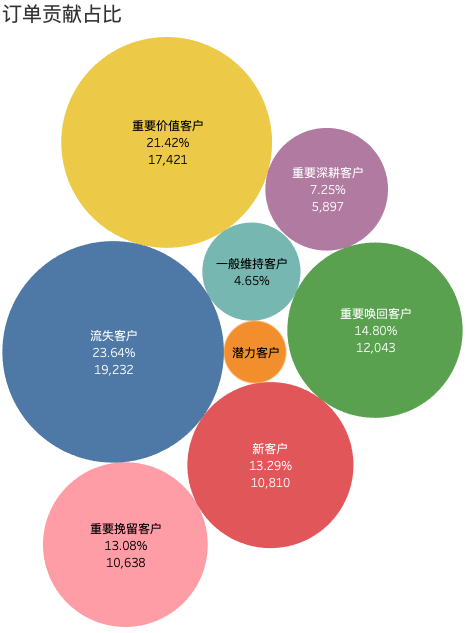 订单贡献占比
重要价值客户
21.42%
17,421
重要深耕客户
7.25%
5,897
一般维持客户
4.65%
重要唤回客户
14.80%
12,043
流失客户
23.64%
19,232
潜力客户
新客户
13.29%
10,810
重要挽留客户
13.08%
10,638